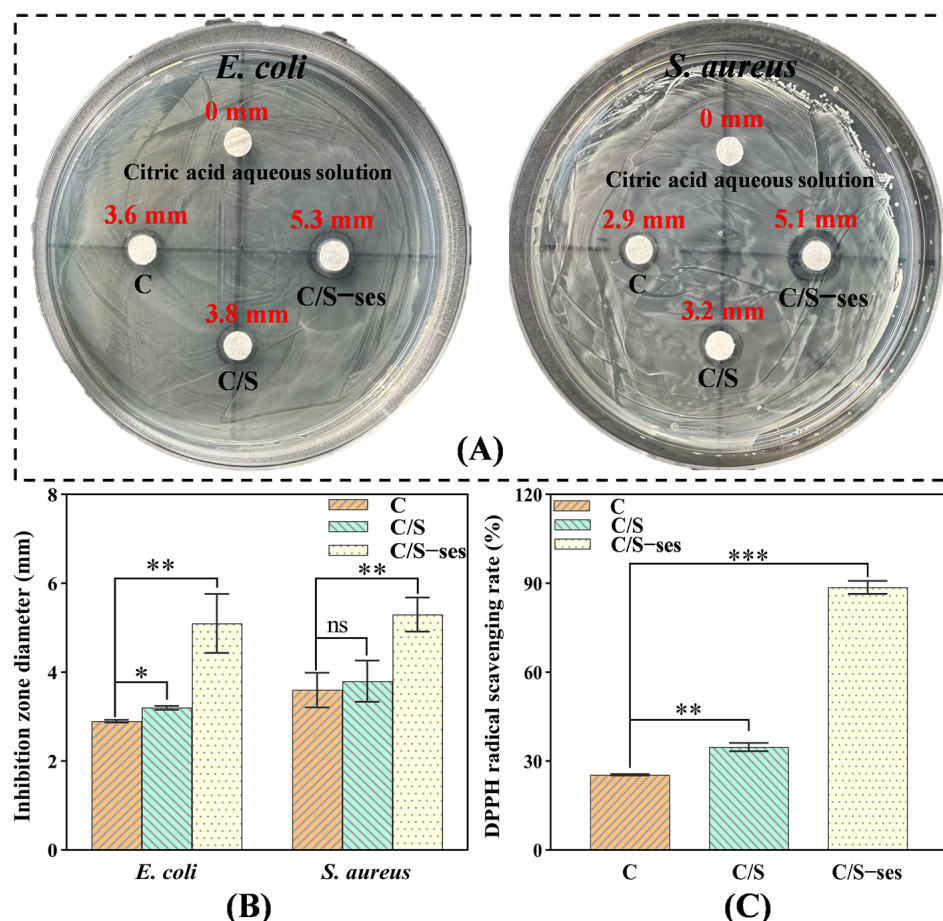 E. coli
0 mm
Citric acid aqueous solution
3.6 mm
5.3 mm
C
C/S−ses
3.8 mm
C/S
S. aureus
0 mm
Citric acid aqueous solution
2.9 mm
5.1 mm
C
C/S−ses
3.2 mm
C/S
(A)
Inhibition zone diameter (mm)
8
6
4
2
0
C
C/S
C/S−ses
**
*
**
ns
E. coli
S. aureus
(B)
DPPH radical scavenging rate (%)
120
90
60
30
0
C
C/S
C/S−ses
***
**
C
C/S
C/S−ses
(C)